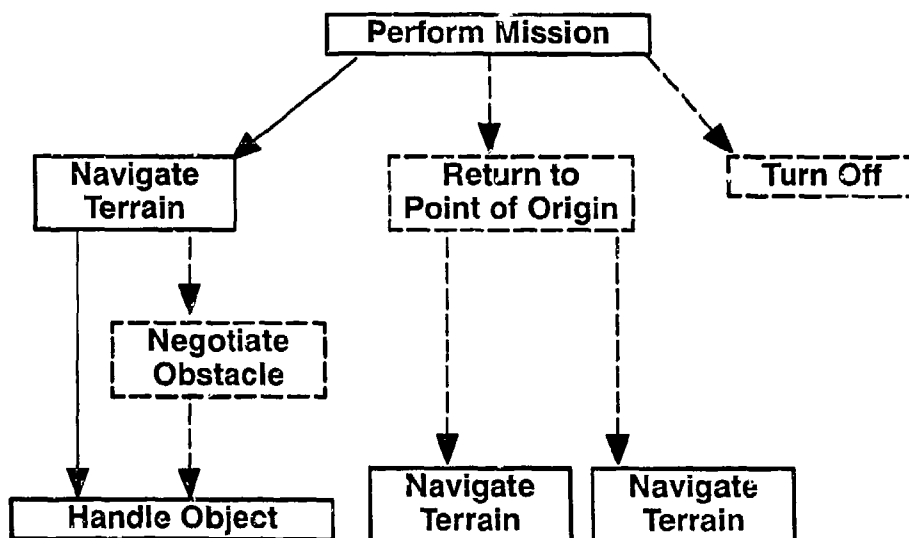 Perform Mission
Navigate
Terrain
Return to
Point of Origin
Turn Off
Negotiate
Obstacle
Handle Object
Navigate
Terrain
Navigate
Terrain